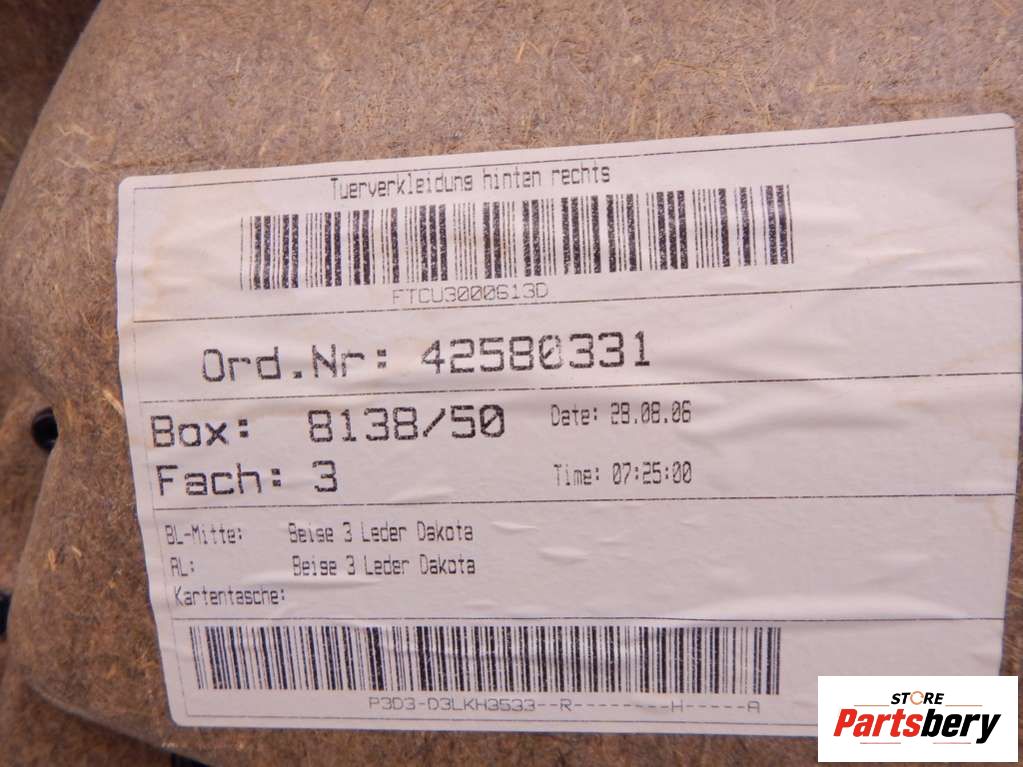 Tuerverkleidung hinten rechts
FTCU3000613D
Ord.Nr: 42580331
Box: 8138/50 Date: 28.08.06
Fach: 3 Time: 07:25:00
BL-Mitte: Beige 3 Leder Dakota
AL: Beige 3 Leder Dakota
Kartentasche:
P3D3-D3LKH3533--R--------H-----A
STORE
Partsbery